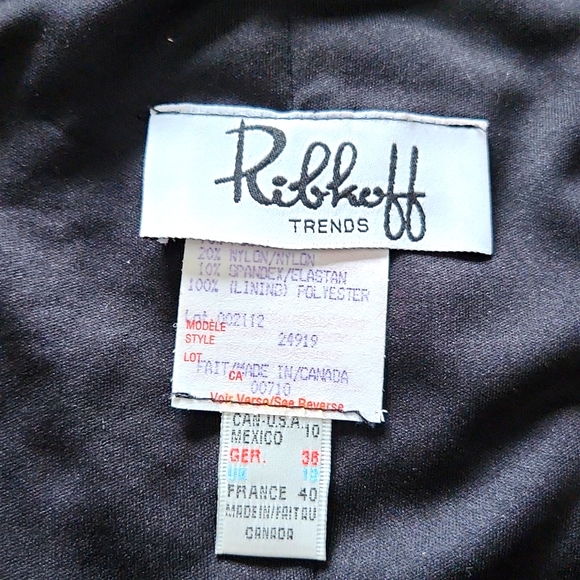 Ribkoff
TRENDS
20% NYLON/NYLON
10% SPANDEX/ELASTAN
100% (LINING) POLYESTER
Lot 002112
MODÈLE
STYLE 24919
LOT
FAIT/MADE IN/CANADA
CA
00710
Voir Verso/See Reverse
CAN-U.S.A. 10
MEXICO
GER. 38
UK
FRANCE 40
MADE IN/FAIT AU
CANADA